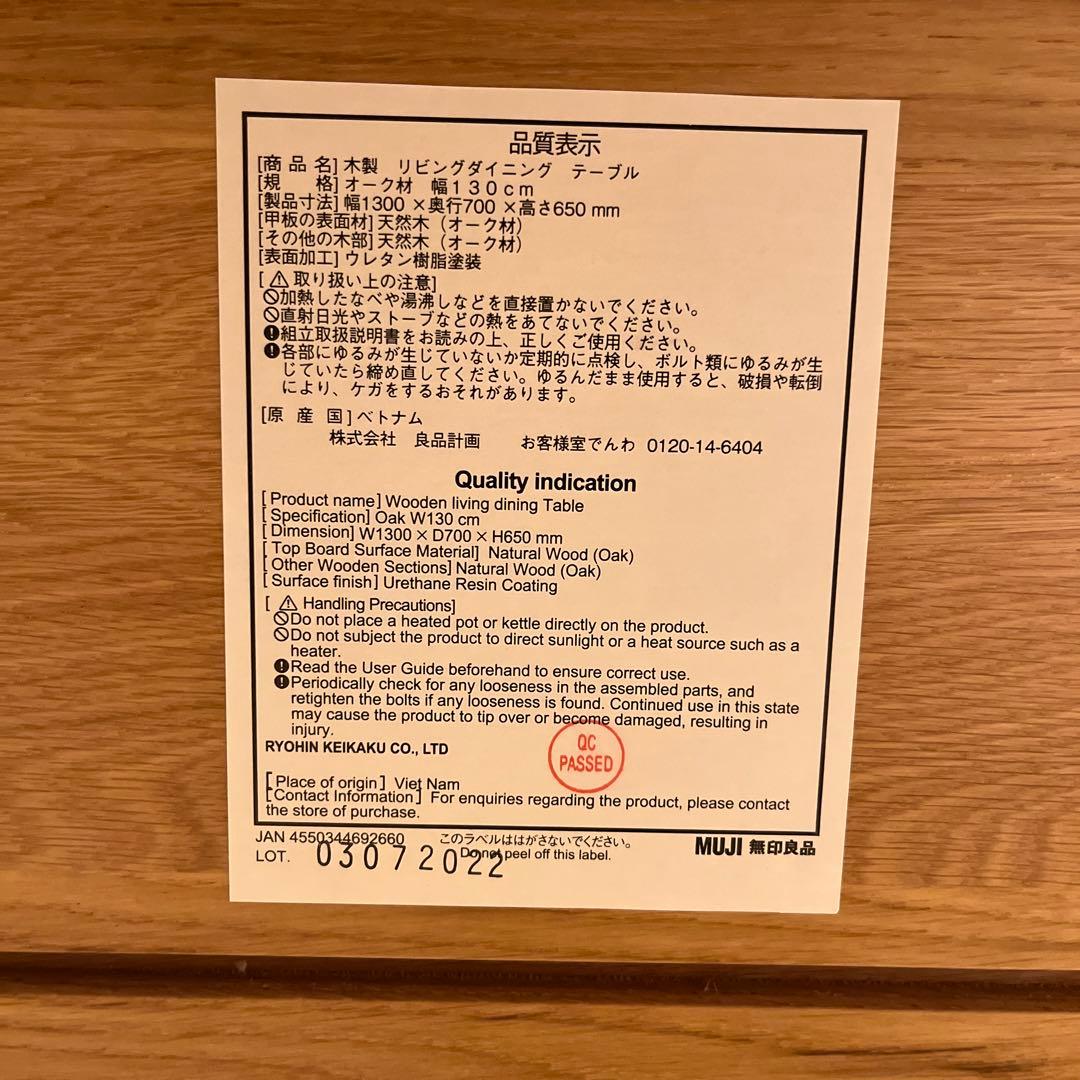 品質表示
[商 品 名] 木製 リビングダイニング テーブル
[規 格] オーク材 幅130cm
[製品寸法] 幅1300 ×奥行700 ×高さ650 mm
[甲板の表面材] 天然木（オーク材）
[その他の木部] 天然木（オーク材）
[表面加工] ウレタン樹脂塗装
[ ⚠ 取り扱い上の注意]
🚫加熱したなべや湯沸しなどを直接置かないでください。
🚫直射日光やストーブなどの熱をあてないでください。
❗組立取扱説明書をお読みの上、正しくご使用ください。
❗各部にゆるみが生じていないか定期的に点検し、ボルト類にゆるみが生
じていたら締め直してください。ゆるんだまま使用すると、破損や転倒
により、ケガをするおそれがあります。
[原 産 国] ベトナム
株式会社 良品計画 お客様室でんわ 0120-14-6404
Quality indication
[ Product name] Wooden living dining Table
[ Specification] Oak W130 cm
[ Dimension] W1300 × D700 × H650 mm
[ Top Board Surface Material] Natural Wood (Oak)
[ Other Wooden Sections] Natural Wood (Oak)
[ Surface finish] Urethane Resin Coating
[ ⚠ Handling Precautions]
🚫Do not place a heated pot or kettle directly on the product.
🚫Do not subject the product to direct sunlight or a heat source such as a
heater.
❗Read the User Guide beforehand to ensure correct use.
❗Periodically check for any looseness in the assembled parts, and
retighten the bolts if any looseness is found. Continued use in this state
may cause the product to tip over or become damaged, resulting in
injury.
RYOHIN KEIKAKU CO., LTD
QC
PASSED
[ Place of origin ] Viet Nam
[ Contact Information ] For enquiries regarding the product, please contact
the store of purchase.
JAN 4550344692660 このラベルははがさないでください。
LOT. 03072022 Do not peel off this label.
MUJI 無印良品